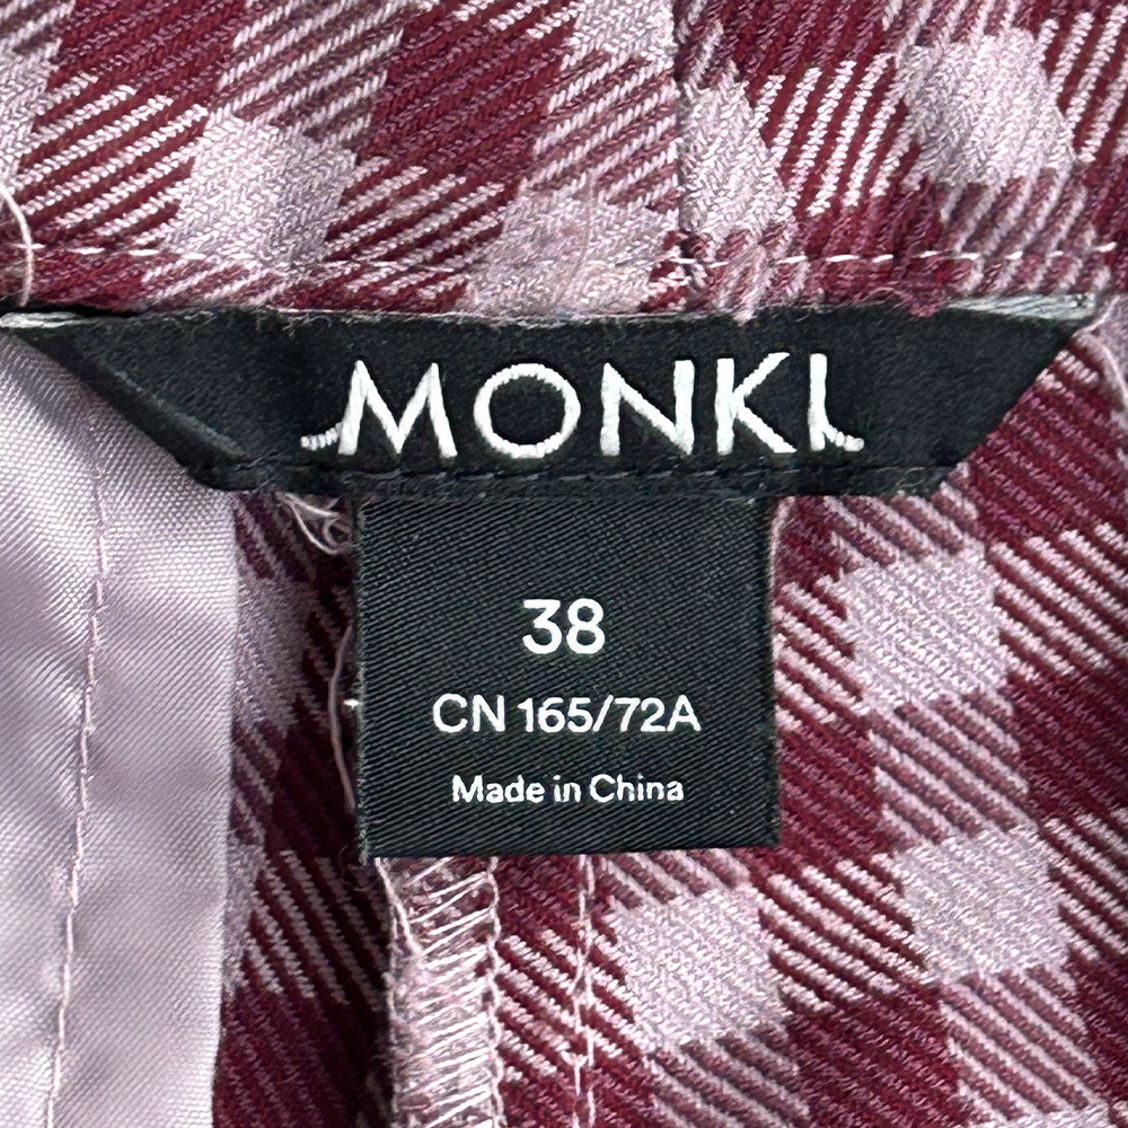 MONKI
38
CN 165/72A
Made in China